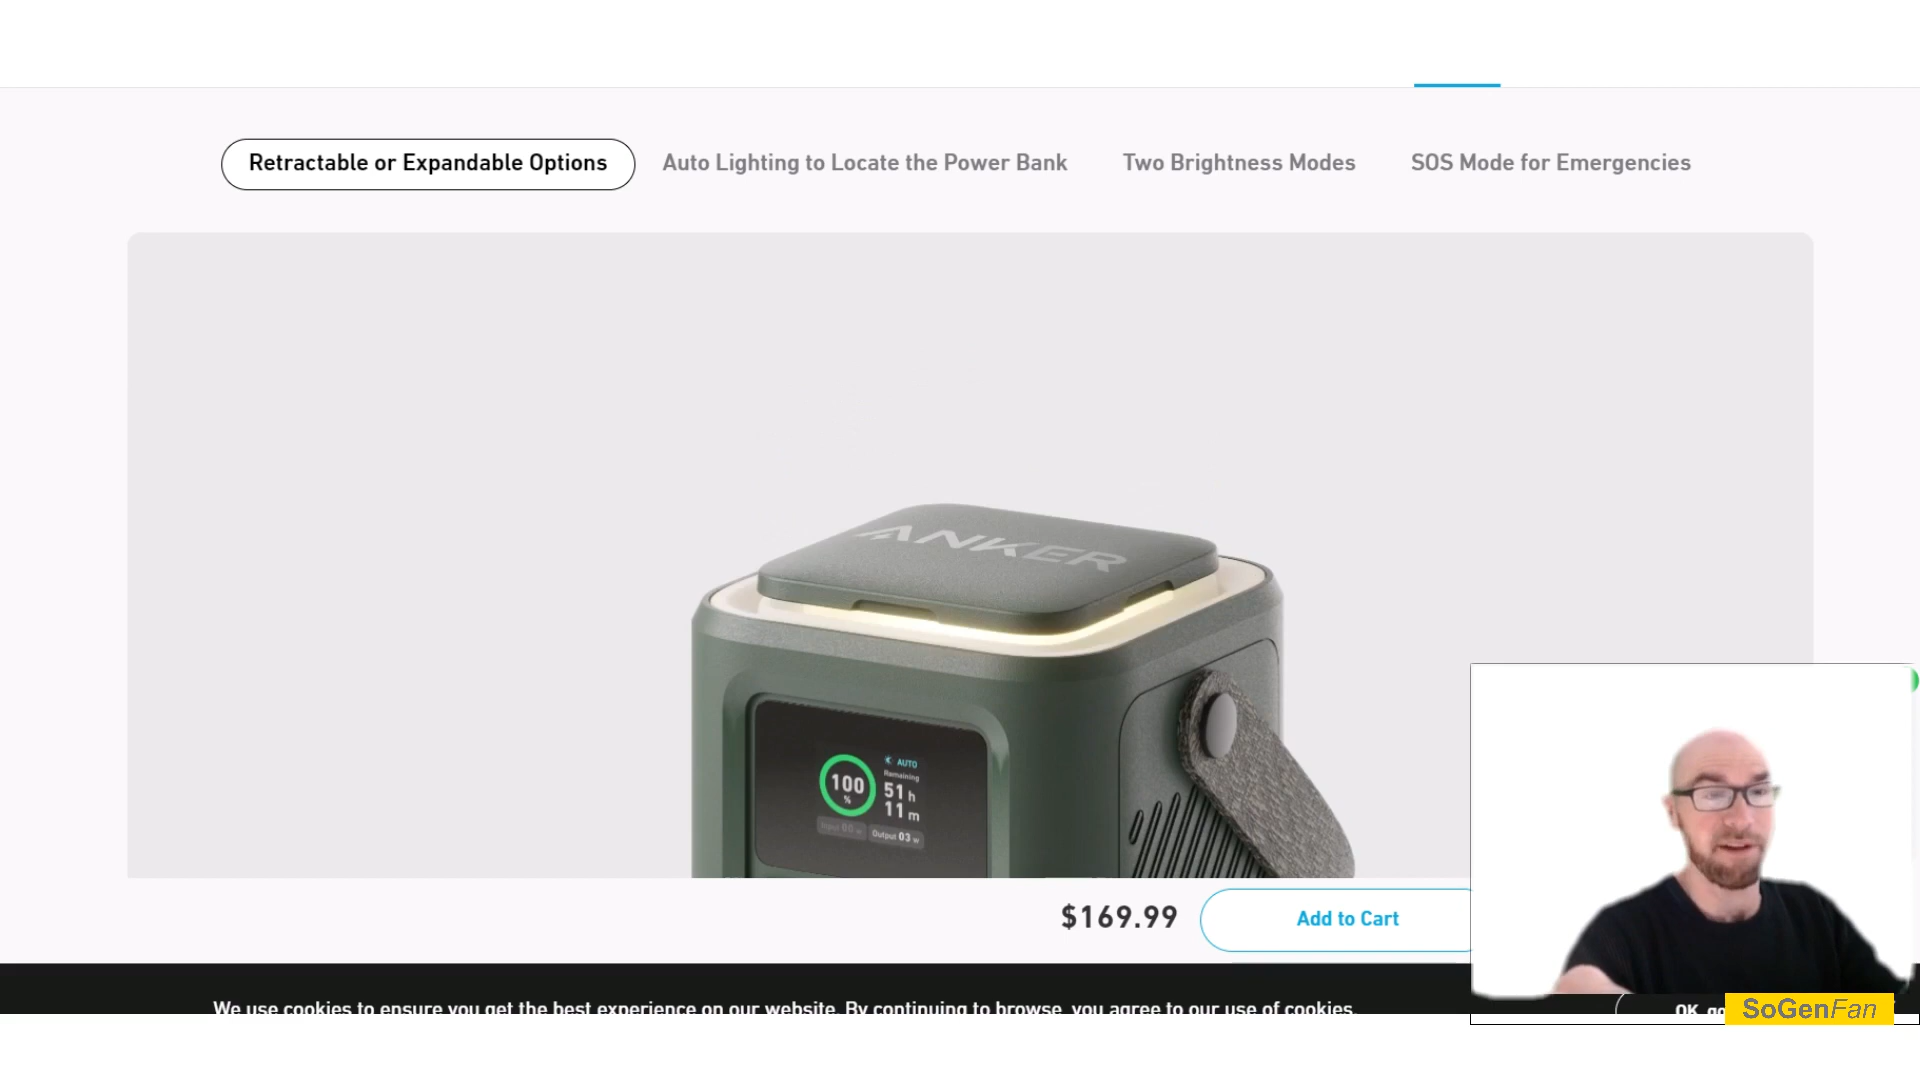 Retractable or Expandable Options
Auto Lighting to Locate the Power Bank
Two Brightness Modes
SOS Mode for Emergencies
ANKER
100
%
AUTO
Remaining
51 h
11 m
Input 00 w
Output 03 w
$169.99
Add to Cart
We use cookies to ensure you get the best experience on our website. By continuing to browse, you agree to our use of cookies.
OK, go
SoGenFan